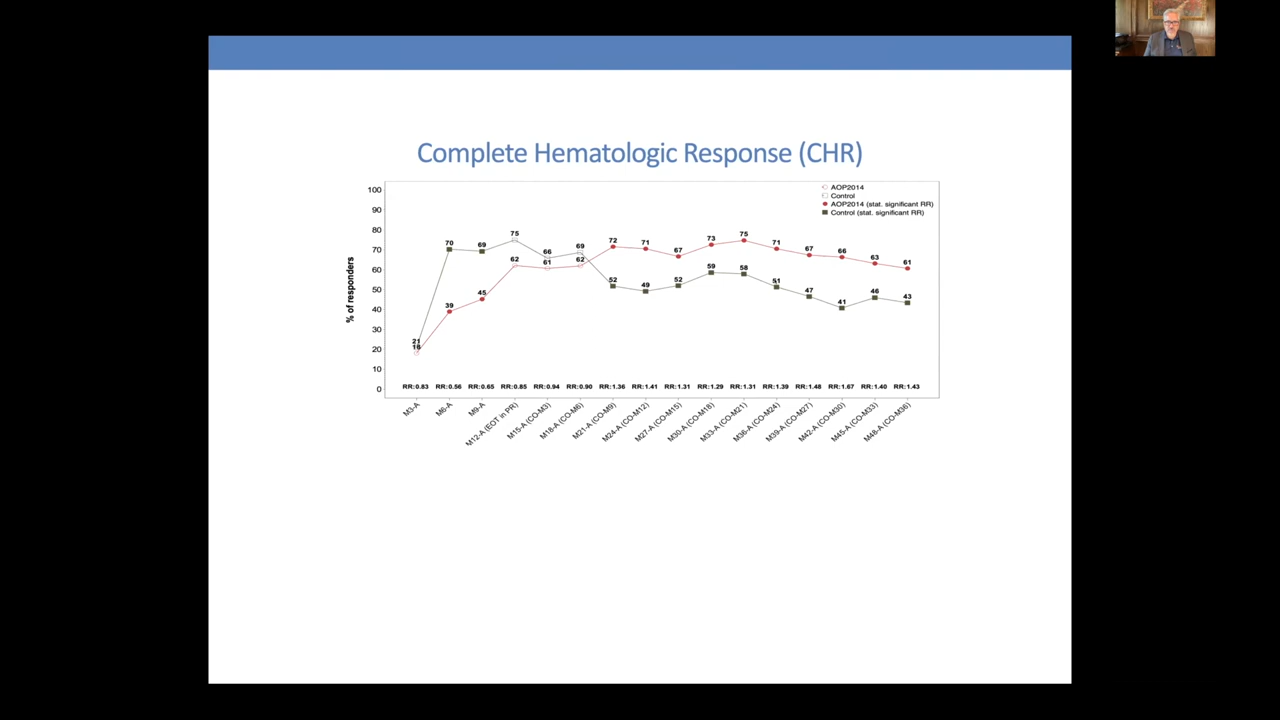 Complete Hematologic Response (CHR)
AOP2014
Control
AOP2014 (stat. significant RR)
Control (stat. significant RR)
% of responders
100
90
80
70
60
50
40
30
20
10
0
21 70 69 75 66 69 52 49 52 59 58 51 47 41 46 43
18 39 45 62 61 62 72 71 67 73 75 71 67 66 63 61
RR:0.83 RR:0.56 RR:0.65 RR:0.85 RR:0.94 RR:0.90 RR:1.36 RR:1.41 RR:1.31 RR:1.29 RR:1.31 RR:1.39 RR:1.48 RR:1.67 RR:1.40 RR:1.43
M3-A
M6-A
M9-A
M12-A (EOT in PR)
M15-A (CO-M3)
M18-A (CO-M6)
M21-A (CO-M9)
M24-A (CO-M12)
M27-A (CO-M15)
M30-A (CO-M18)
M33-A (CO-M21)
M36-A (CO-M24)
M39-A (CO-M27)
M42-A (CO-M30)
M45-A (CO-M33)
M48-A (CO-M36)